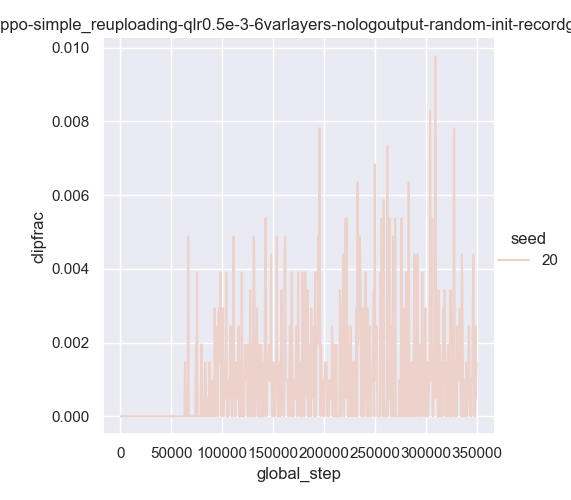 ppo-simple_reuploading-qlr0.5e-3-6varlayers-nologoutput-random-init-recordg
0.010
0.008
0.006
0.004
0.002
0.000
clipfrac
seed
20
0 50000 100000 150000 200000 250000 300000 350000
global_step